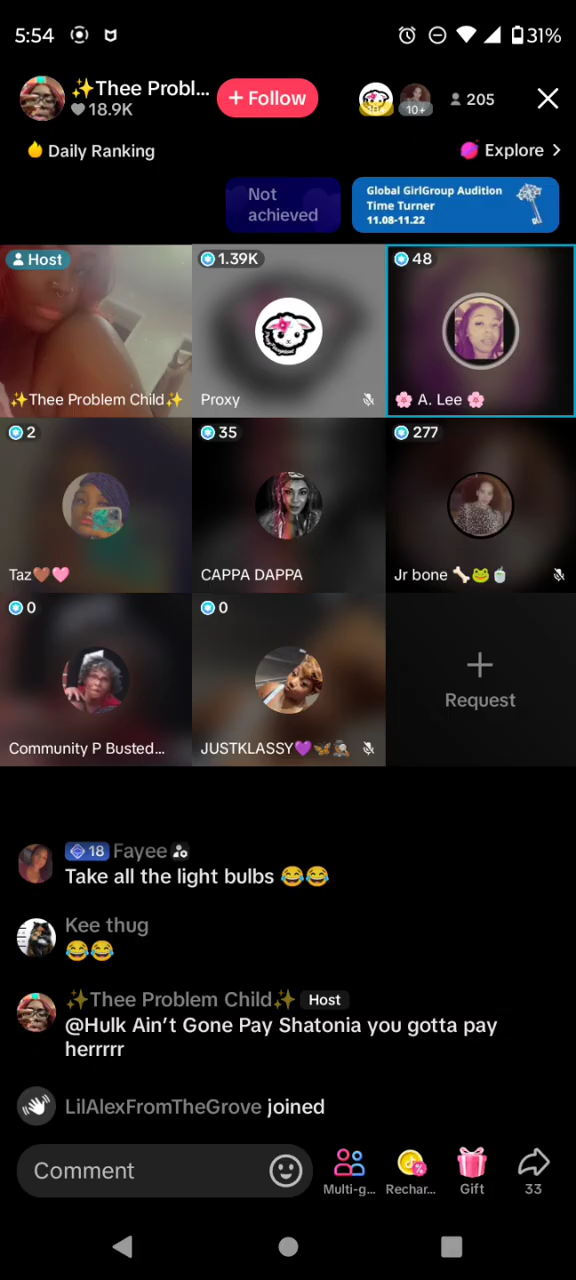 5:54
31%
✨Thee Probl...
18.9K
+ Follow
10+
205
Daily Ranking
Explore >
Not
achieved
Global GirlGroup Audition
Time Turner
11.08-11.22
Host
✨Thee Problem Child✨
1.39K
Proxy
48
🌸 A. Lee 🌸
2
Taz🤎🩷
35
CAPPA DAPPA
277
Jr bone 🦴🐸🍵
0
Community P Busted...
0
JUSTKLASSY💜🦋🕵🏽‍♀️
Request
18 Fayee
Take all the light bulbs 😂😂
Kee thug
😂😂
✨Thee Problem Child✨ Host
@Hulk Ain’t Gone Pay Shatonia you gotta pay
herrrrr
LilAlexFromTheGrove joined
Comment
Multi-g...
Rechar...
Gift
33